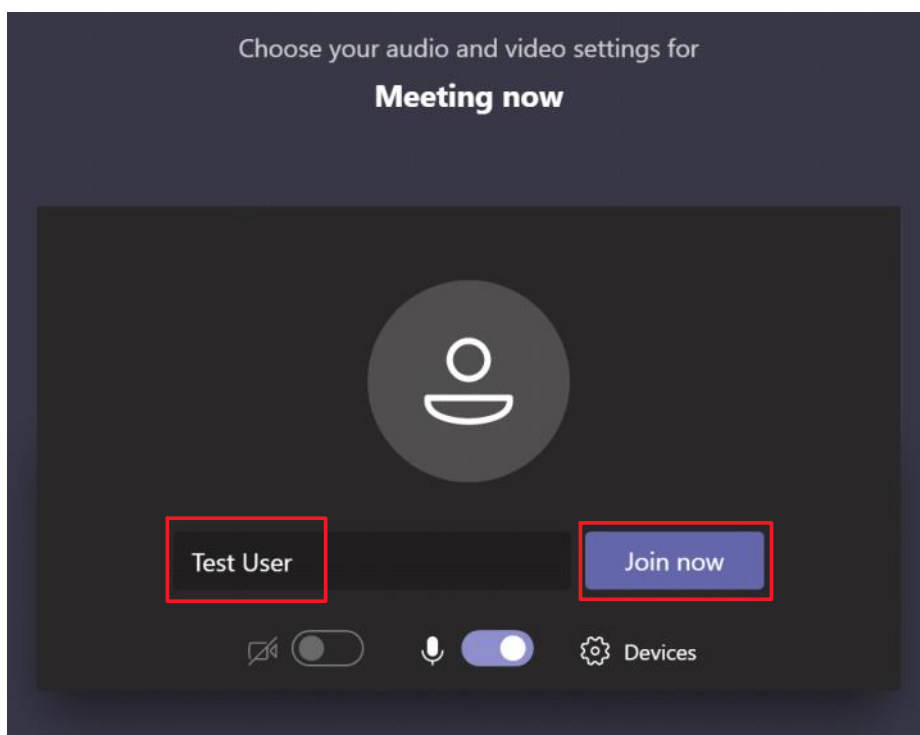 Choose your audio and video settings for
Meeting now
Test User
Join now
Devices